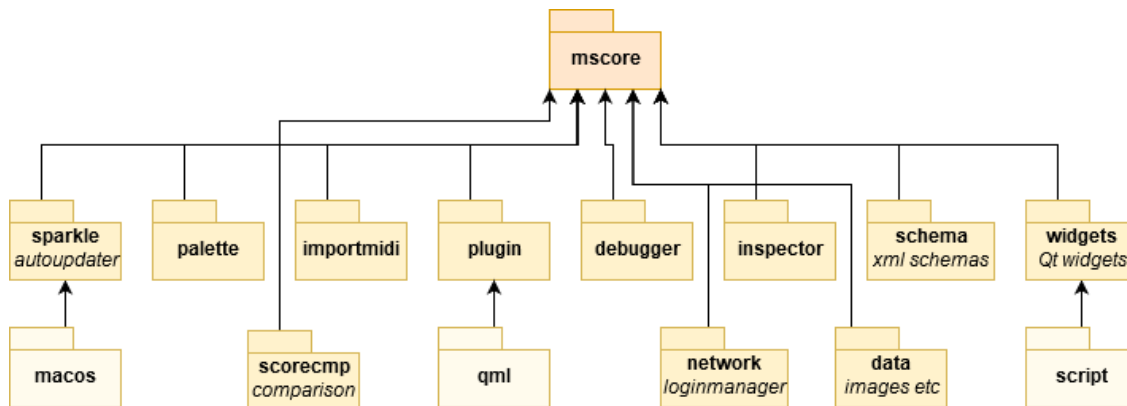 mscore
sparkle
autoupdater
palette
importmidi
plugin
debugger
inspector
schema
xml schemas
widgets
Qt widgets
macos
scorecmp
comparison
qml
network
loginmanager
data
images etc
script